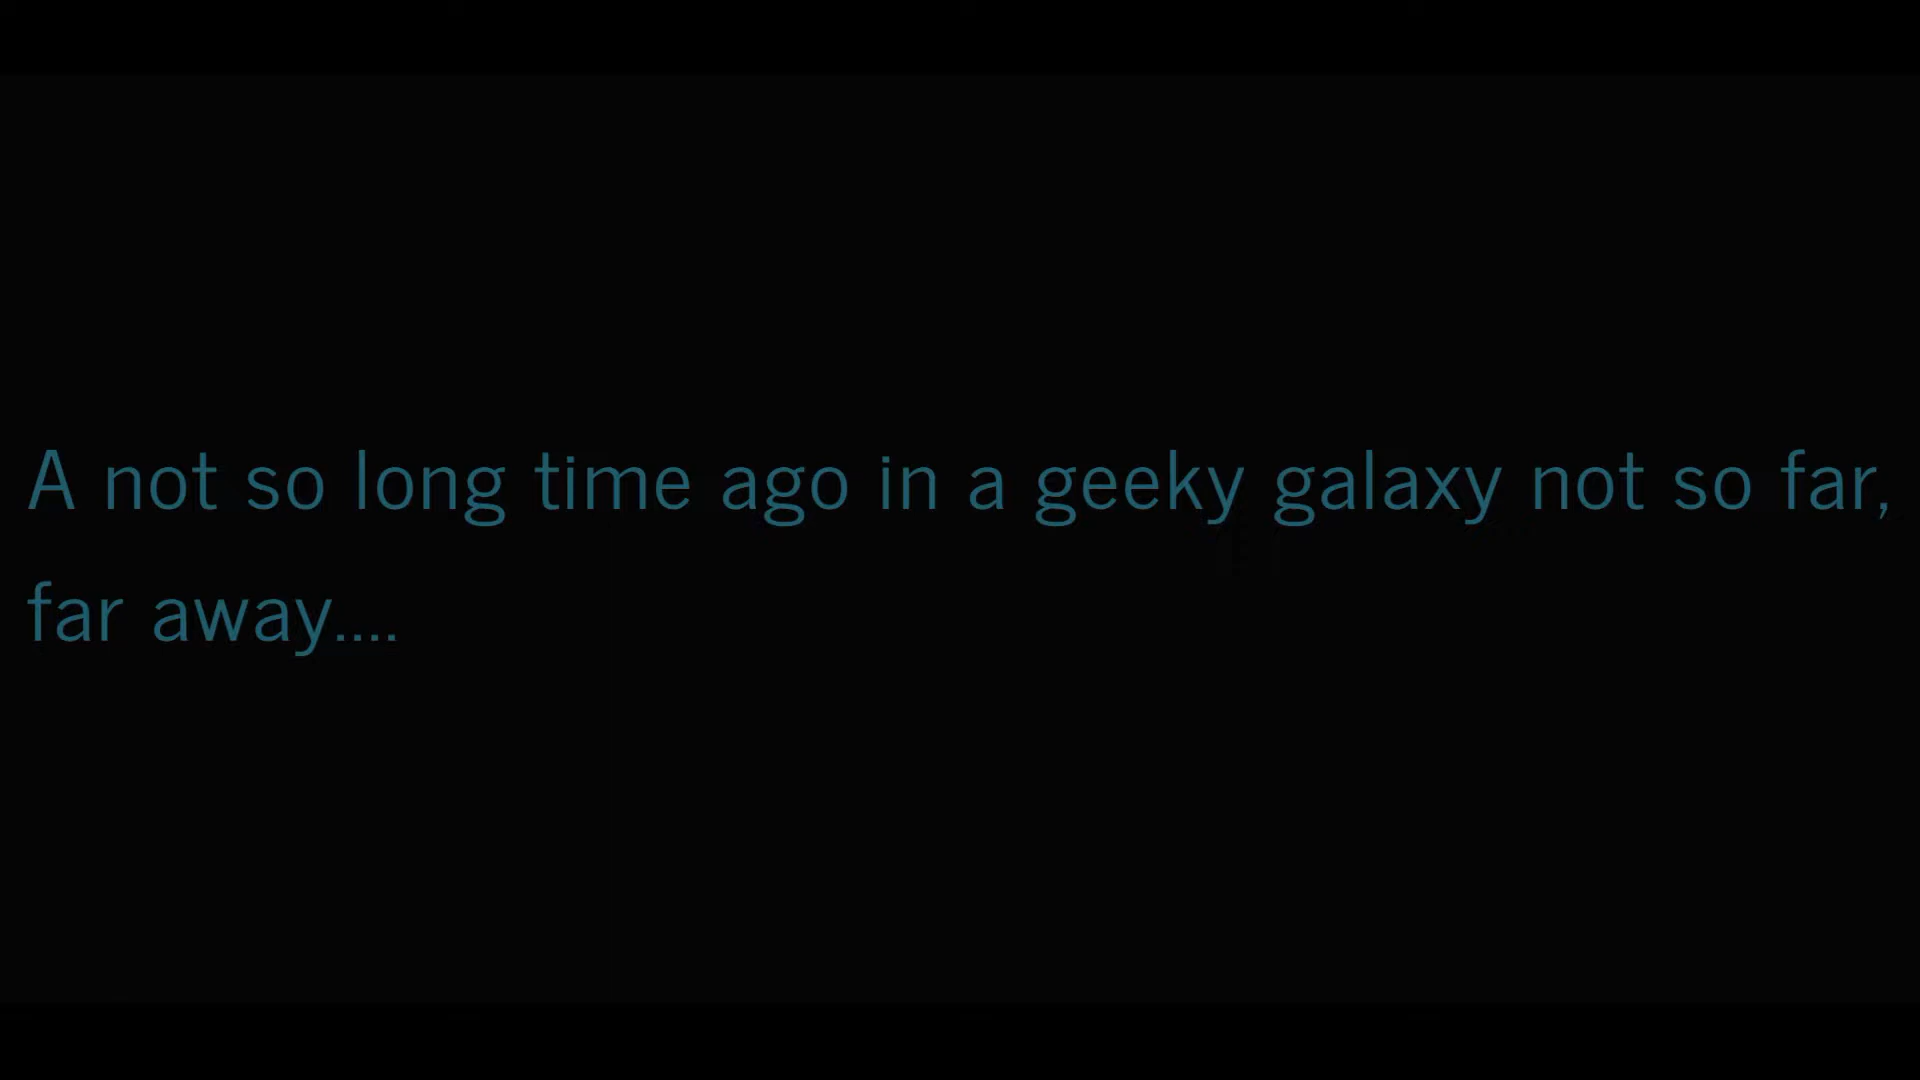 A not so long time ago in a geeky galaxy not so far,
far away....